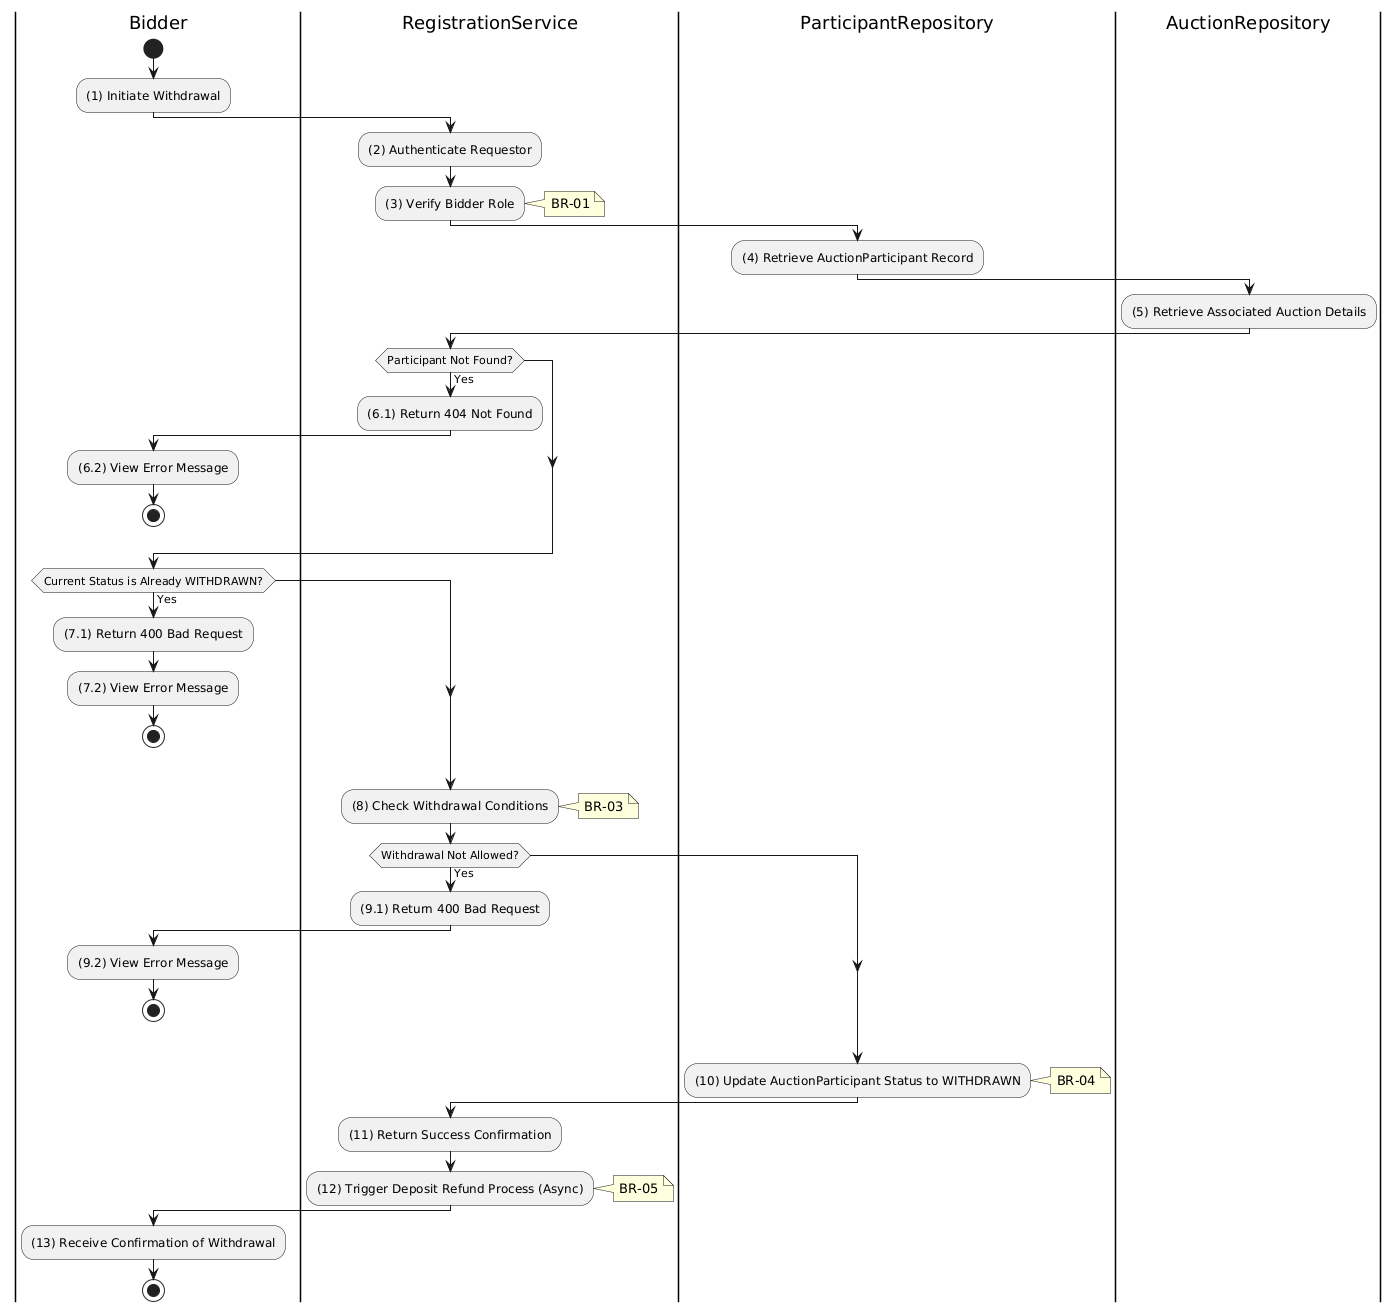 Bidder
RegistrationService
ParticipantRepository
AuctionRepository
(1) Initiate Withdrawal
(2) Authenticate Requestor
(3) Verify Bidder Role
BR-01
(4) Retrieve AuctionParticipant Record
(5) Retrieve Associated Auction Details
Participant Not Found?
Yes
(6.1) Return 404 Not Found
(6.2) View Error Message
Current Status is Already WITHDRAWN?
Yes
(7.1) Return 400 Bad Request
(7.2) View Error Message
(8) Check Withdrawal Conditions
BR-03
Withdrawal Not Allowed?
Yes
(9.1) Return 400 Bad Request
(9.2) View Error Message
(10) Update AuctionParticipant Status to WITHDRAWN
BR-04
(11) Return Success Confirmation
(12) Trigger Deposit Refund Process (Async)
BR-05
(13) Receive Confirmation of Withdrawal